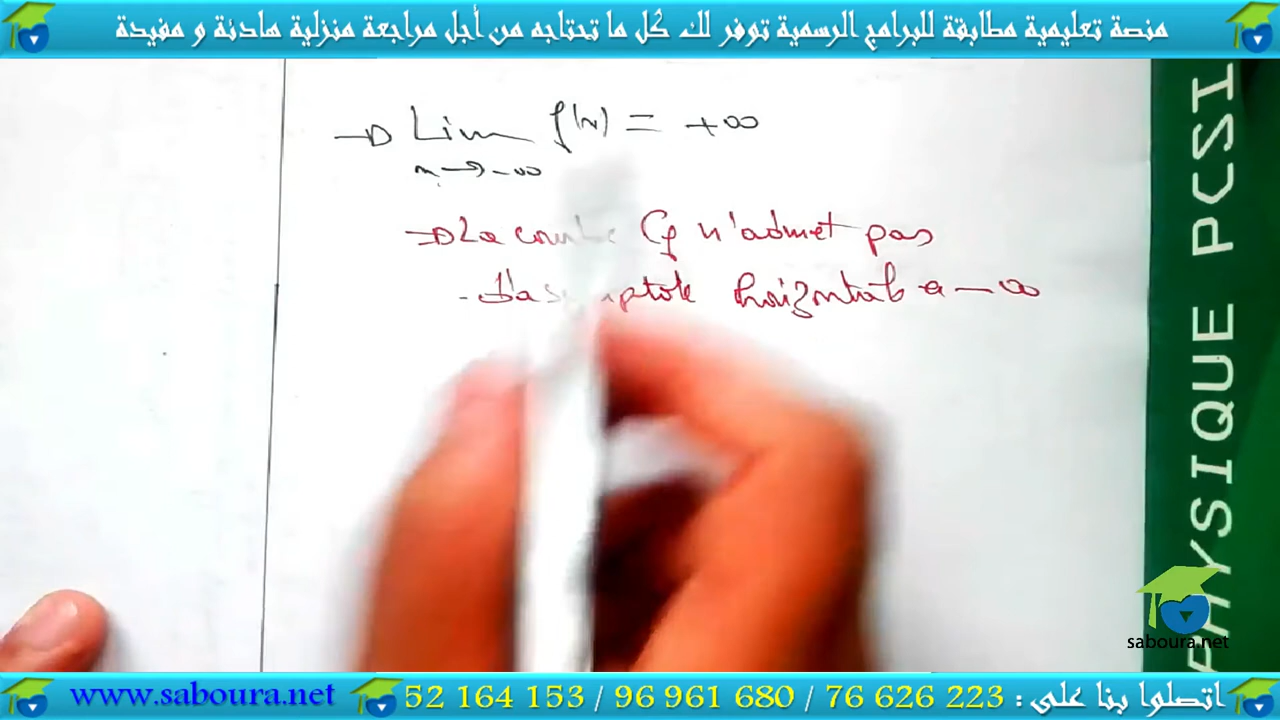 منصة تعليمية مطابقة للبرامج الرسمية توفر لك كل ما تحتاجه من أجل مراجعة منزلية هادئة و مفيدة
→ Lim f(x) = +∞
x → -∞
→ La Cf n'admet pas
horizontale a -∞
PHYSIQUE PCSI
saboura.net
www.saboura.net
52 164 153 / 96 961 680 / 76 626 223 : اتصلوا بنا على